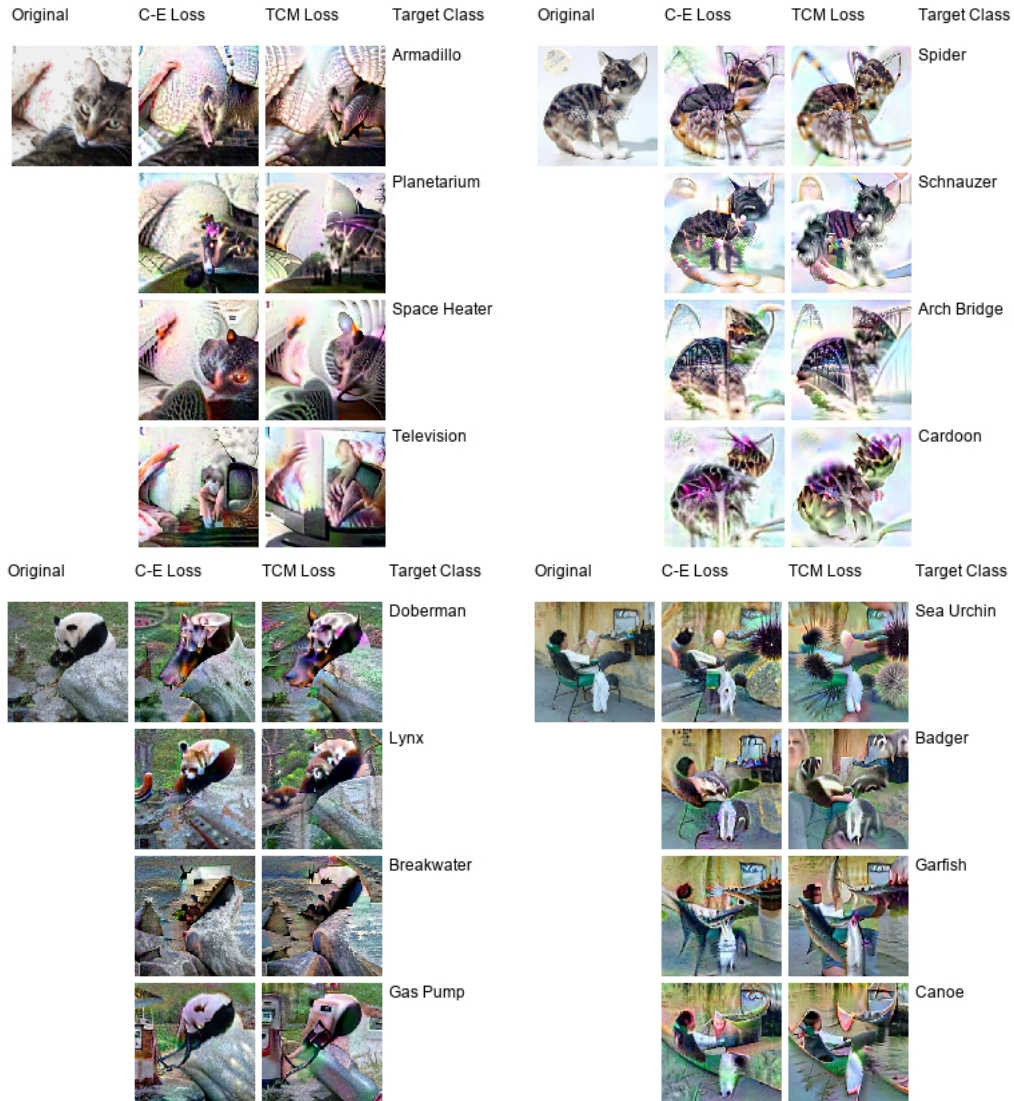 Original C-E Loss TCM Loss Target Class
Armadillo
Planetarium
Space Heater
Television
Original C-E Loss TCM Loss Target Class
Spider
Schnauzer
Arch Bridge
Cardoon
Original C-E Loss TCM Loss Target Class
Doberman
Lynx
Breakwater
Gas Pump
Original C-E Loss TCM Loss Target Class
Sea Urchin
Badger
Garfish
Canoe